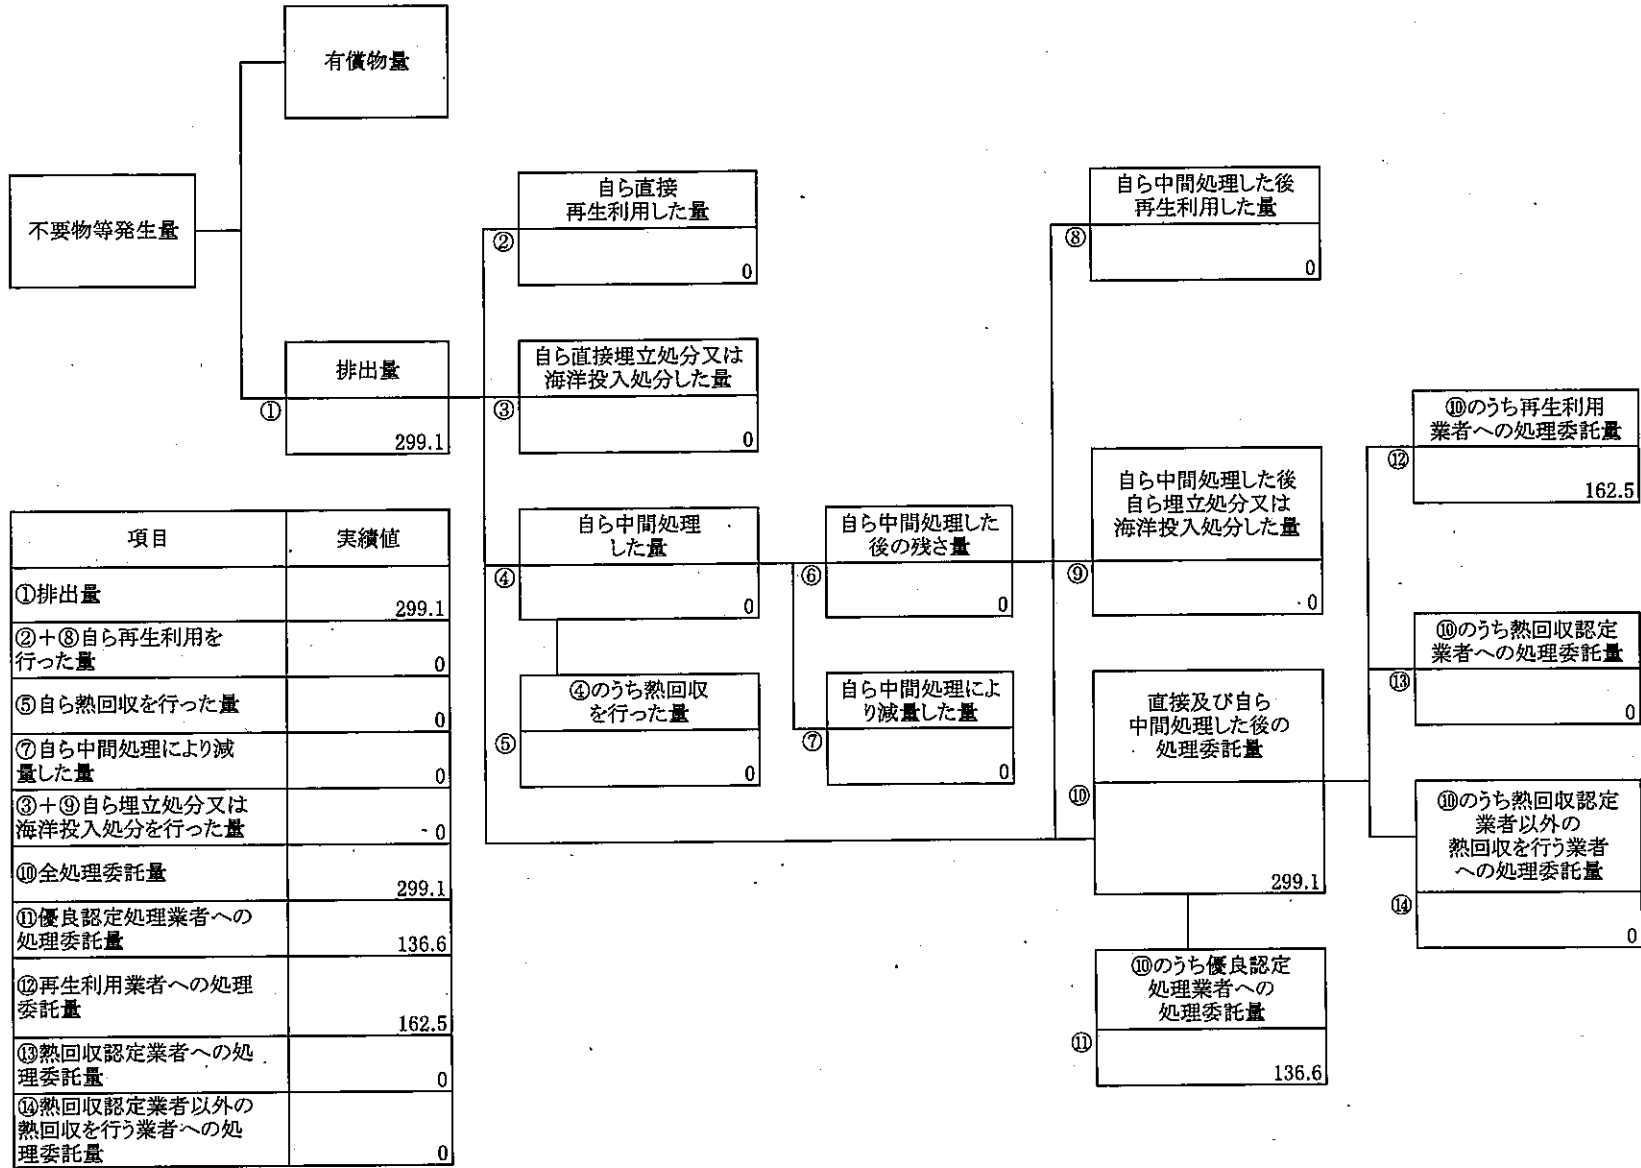 有償物量
不要物等発生量
排出量
①
299.1
自ら直接
再生利用した量
②
0
自ら直接埋立処分又は
海洋投入処分した量
③
0
自ら中間処理
した量
④
0
④のうち熱回収
を行った量
⑤
0
自ら中間処理した
後の残さ量
⑥
0
自ら中間処理によ
り減量した量
⑦
0
自ら中間処理した後
再生利用した量
⑧
0
自ら中間処理した後
自ら埋立処分又は
海洋投入処分した量
⑨
0
直接及び自ら
中間処理した後の
処理委託量
⑩
299.1
⑩のうち優良認定
処理業者への
処理委託量
⑪
136.6
⑩のうち再生利用
業者への処理委託量
⑫
162.5
⑩のうち熱回収認定
業者への処理委託量
⑬
0
⑩のうち熱回収認定
業者以外の
熱回収を行う業者
への処理委託量
⑭
0
項目 実績値
①排出量
299.1
②+⑧自ら再生利用を
行った量
0
⑤自ら熱回収を行った量
0
⑦自ら中間処理により減
量した量
0
③+⑨自ら埋立処分又は
海洋投入処分を行った量
0
⑩全処理委託量
299.1
⑪優良認定処理業者への
処理委託量
136.6
⑫再生利用業者への処理
委託量
162.5
⑬熱回収認定業者への処
理委託量
0
⑭熱回収認定業者以外の
熱回収を行う業者への処
理委託量
0